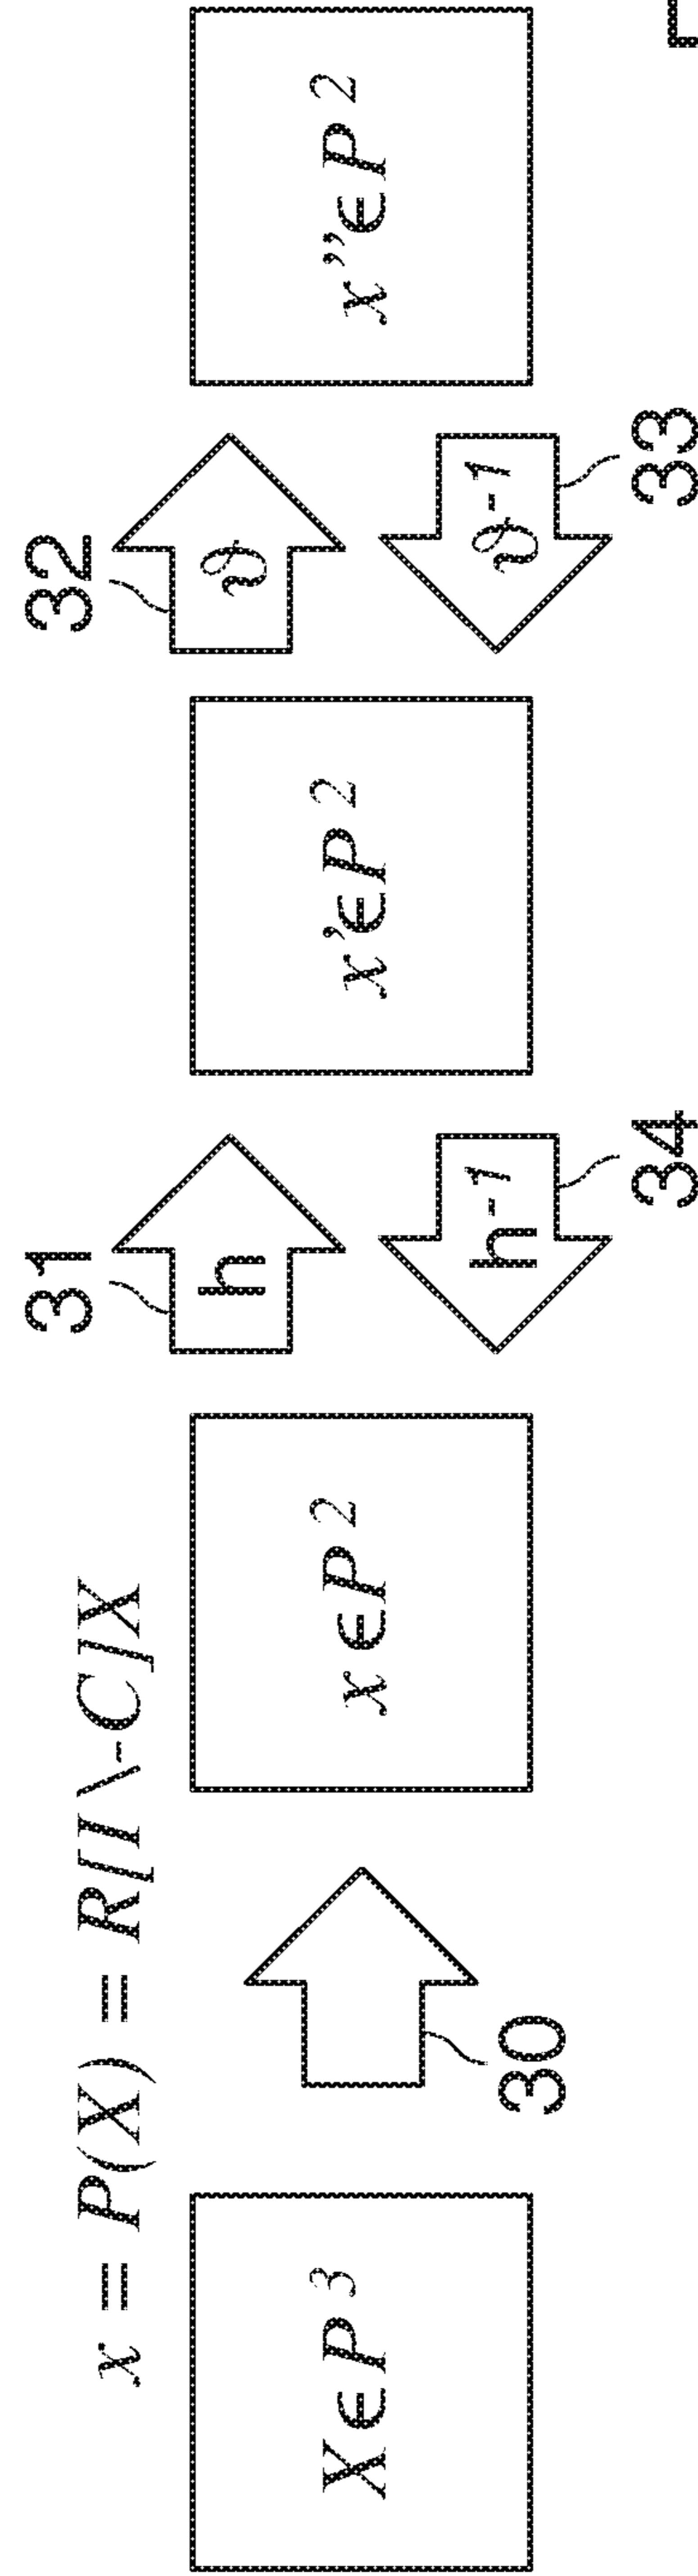 x = P(X) = R[I \ -C]X
31
32
X ϵ P³
x ϵ P²
h
x’ ϵ P²
ϑ
x” ϵ P²
h⁻¹
ϑ⁻¹
30
34
33